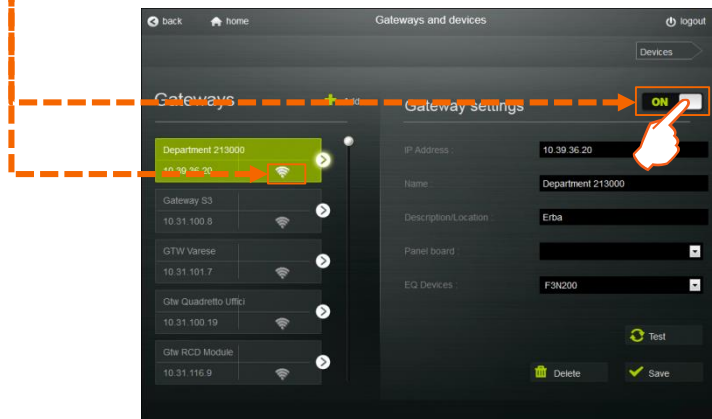 back home Gateways and devices logout
Devices
Gateways Add
Gateway settings ON
Department 213000
10.39.36.20
Gateway S3
10.31.100.8
GTW Varese
10.31.101.7
Gtw Quadretto Uffici
10.31.100.19
Gtw RCD Module
10.31.116.9
IP Address : 10.39.36.20
Name : Department 213000
Description/Location : Erba
Panel board :
EQ Devices : F3N200
Test
Delete Save